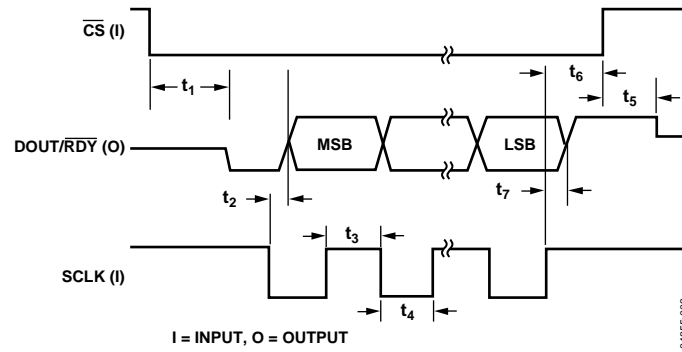 CS (I)
t6
t1
t5
DOUT/RDY (O)
MSB
LSB
t2
t7
t3
SCLK (I)
t4
I = INPUT, O = OUTPUT